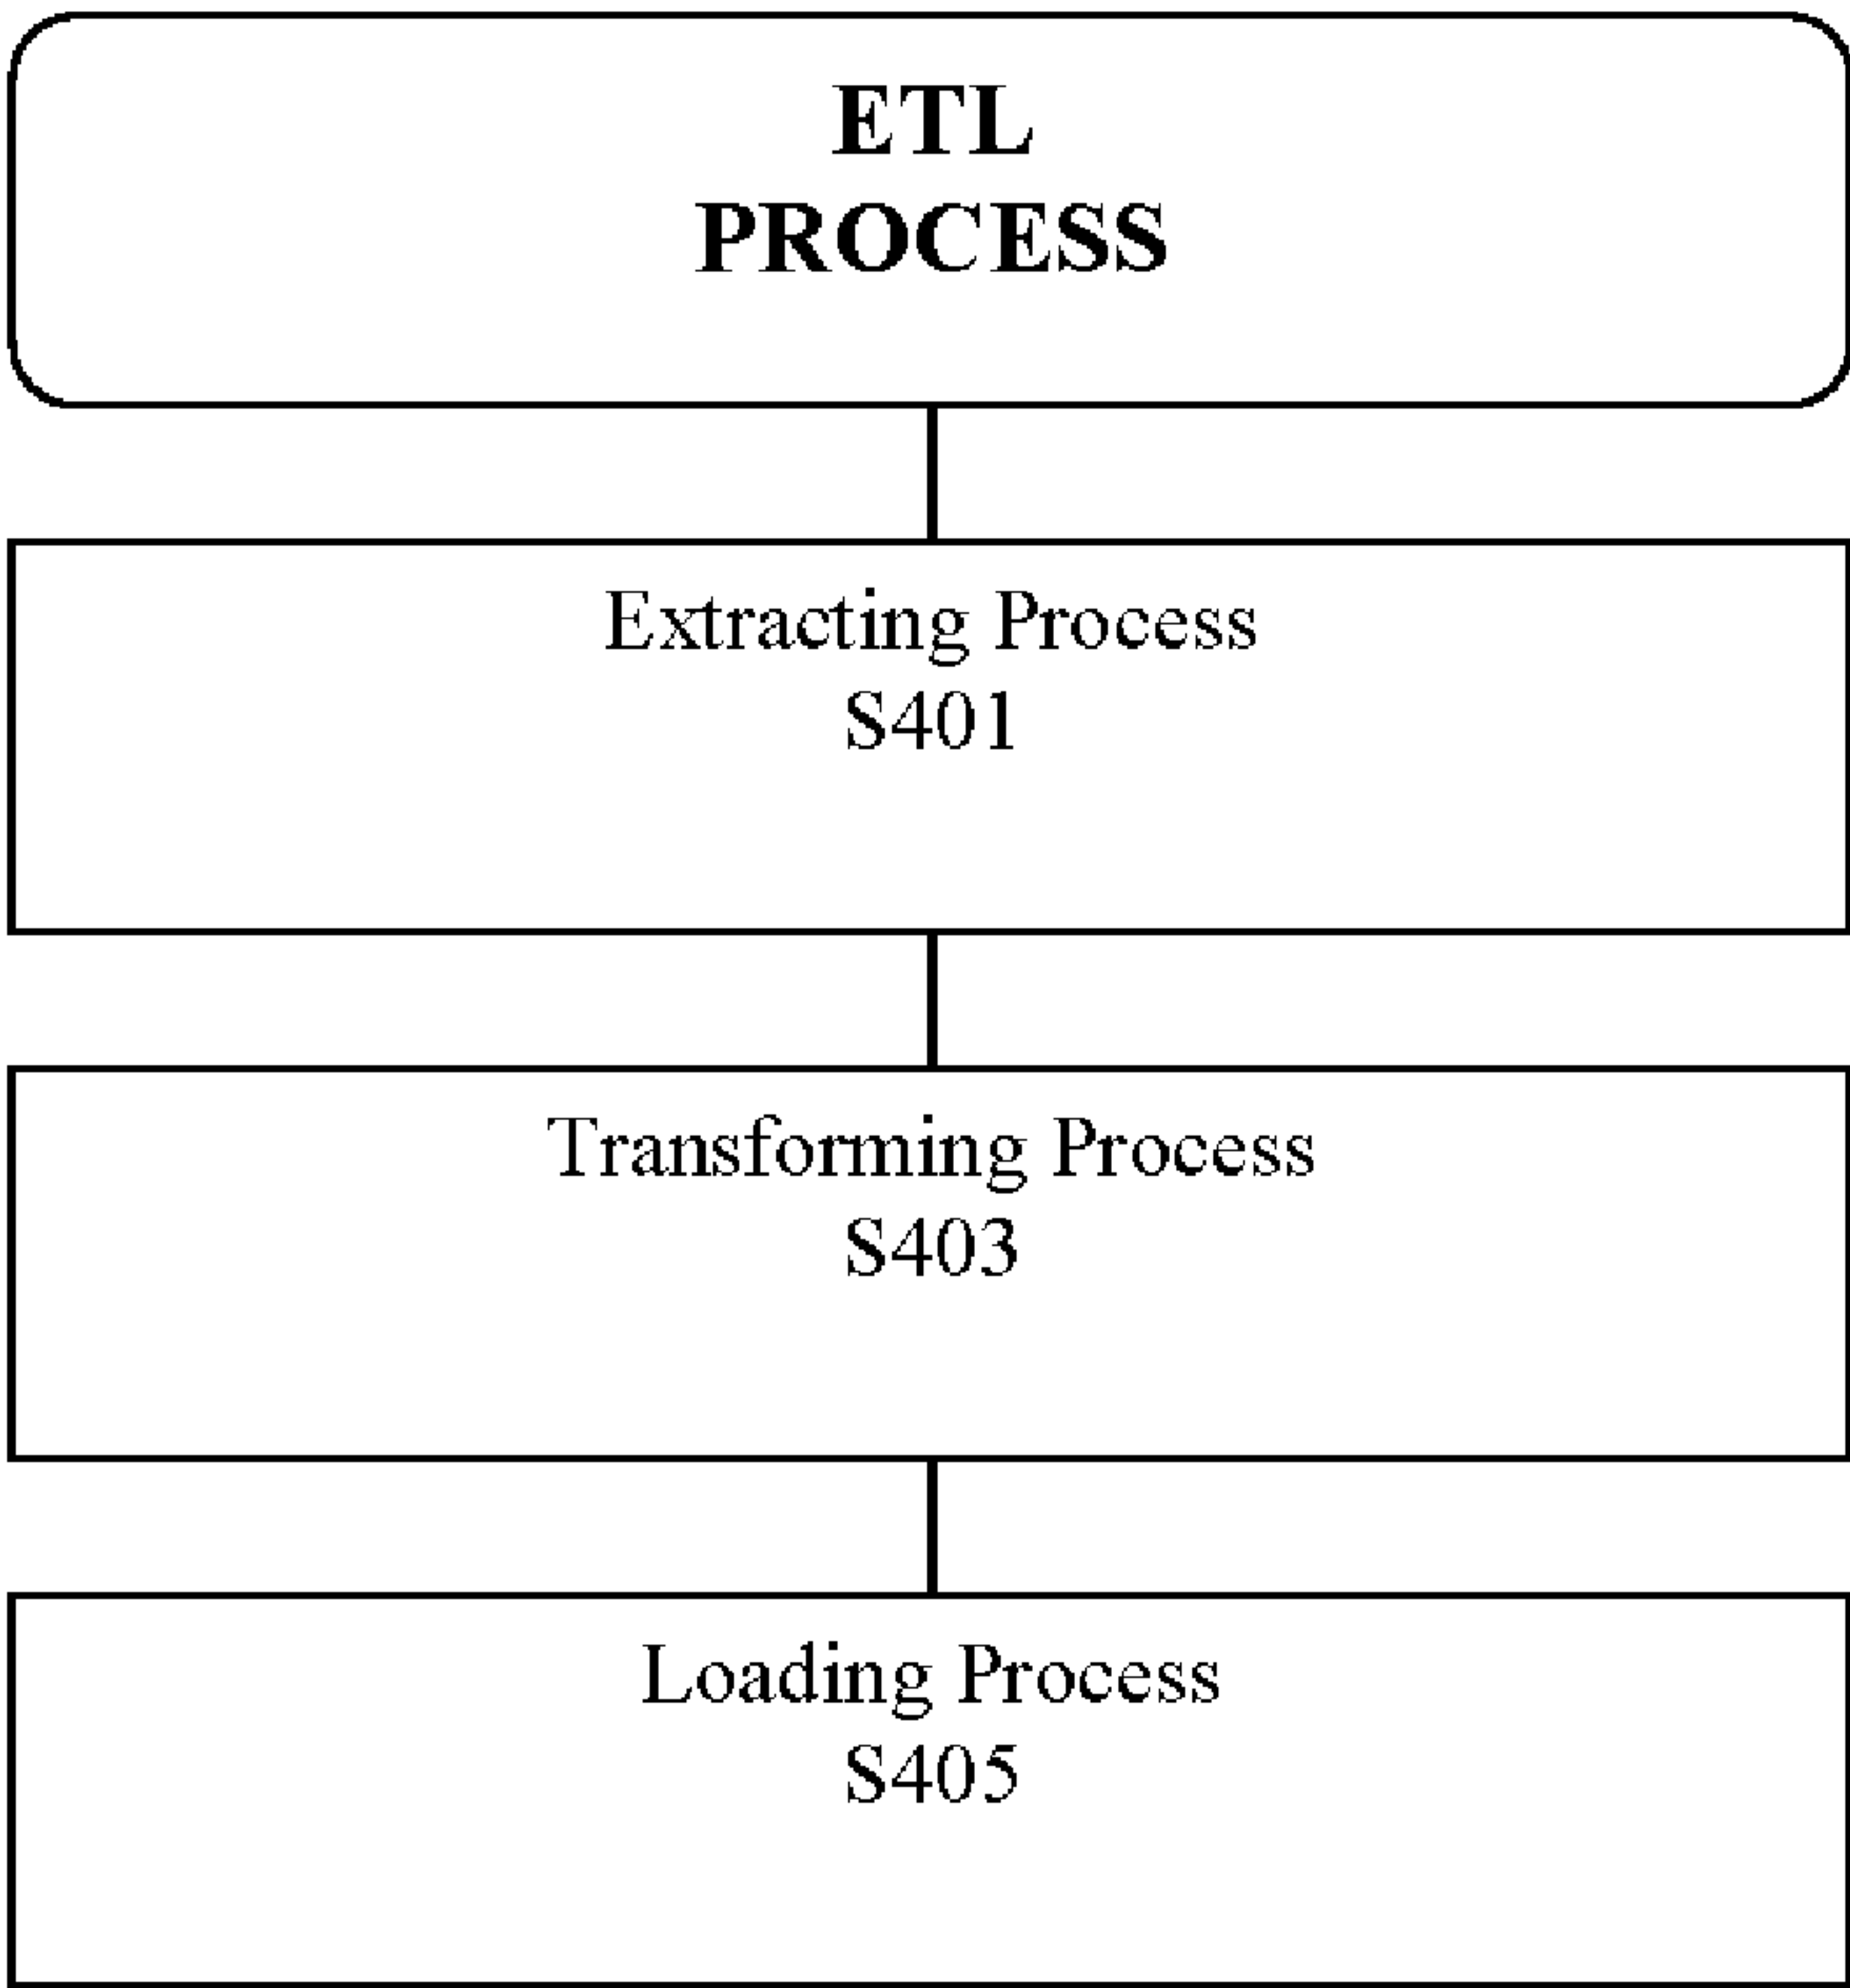 ETL
PROCESS
Extracting Process
S401
Transforming Process
S403
Loading Process
S405